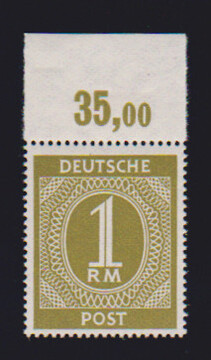 35,00
DEUTSCHE
1
RM
POST